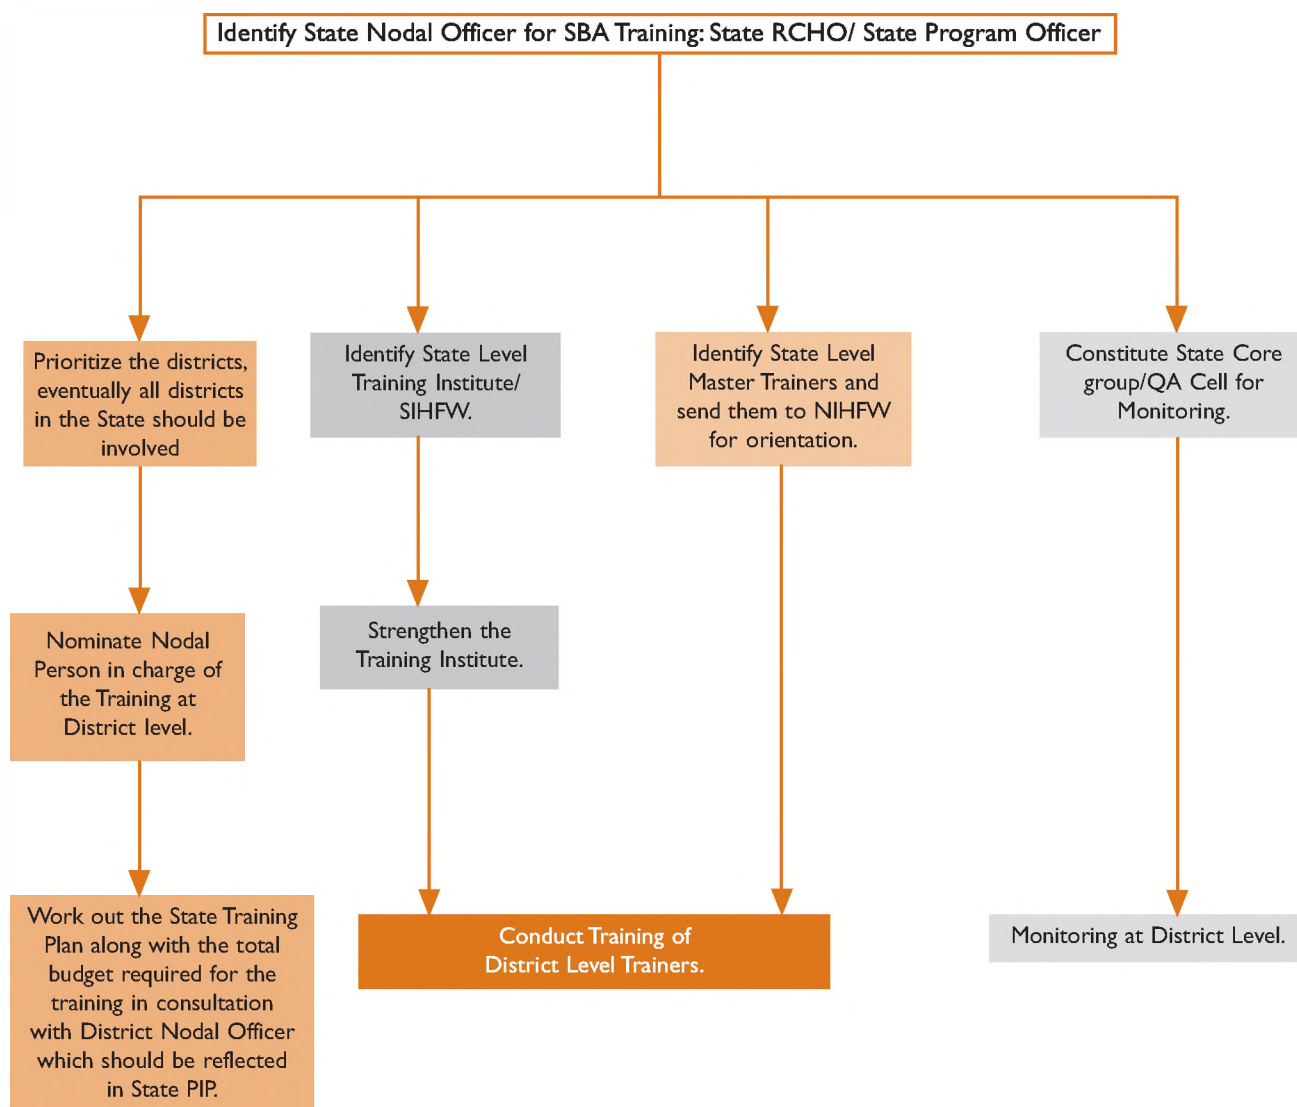 Identify State Nodal Officer for SBA Training: State RCHO/ State Program Officer
Prioritize the districts,
eventually all districts
in the State should be
involved
Identify State Level
Training Institute/
SIHFW.
Identify State Level
Master Trainers and
send them to NIHFW
for orientation.
Constitute State Core
group/QA Cell for
Monitoring.
Nominate Nodal
Person in charge of
the Training at
District level.
Strengthen the
Training Institute.
Work out the State Training
Plan along with the total
budget required for the
training in consultation
with District Nodal Officer
which should be reflected
in State PIP.
Conduct Training of
District Level Trainers.
Monitoring at District Level.